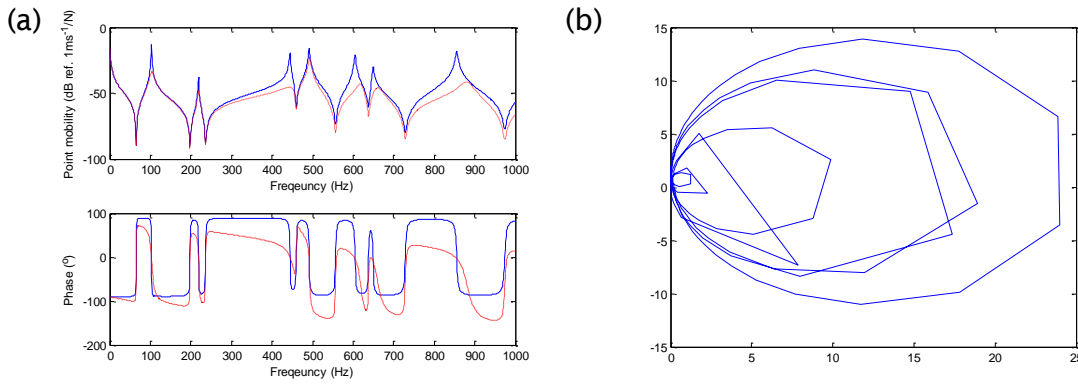 (a)
Point mobility (dB ref. 1ms⁻¹/N)
0
-50
-100
0 100 200 300 400 500 600 700 800 900 1000
Freqeuncy (Hz)
Phase (º)
100
0
-100
-200
0 100 200 300 400 500 600 700 800 900 1000
Freqeuncy (Hz)
(b)
15
10
5
0
-5
-10
-15
0 5 10 15 20 25